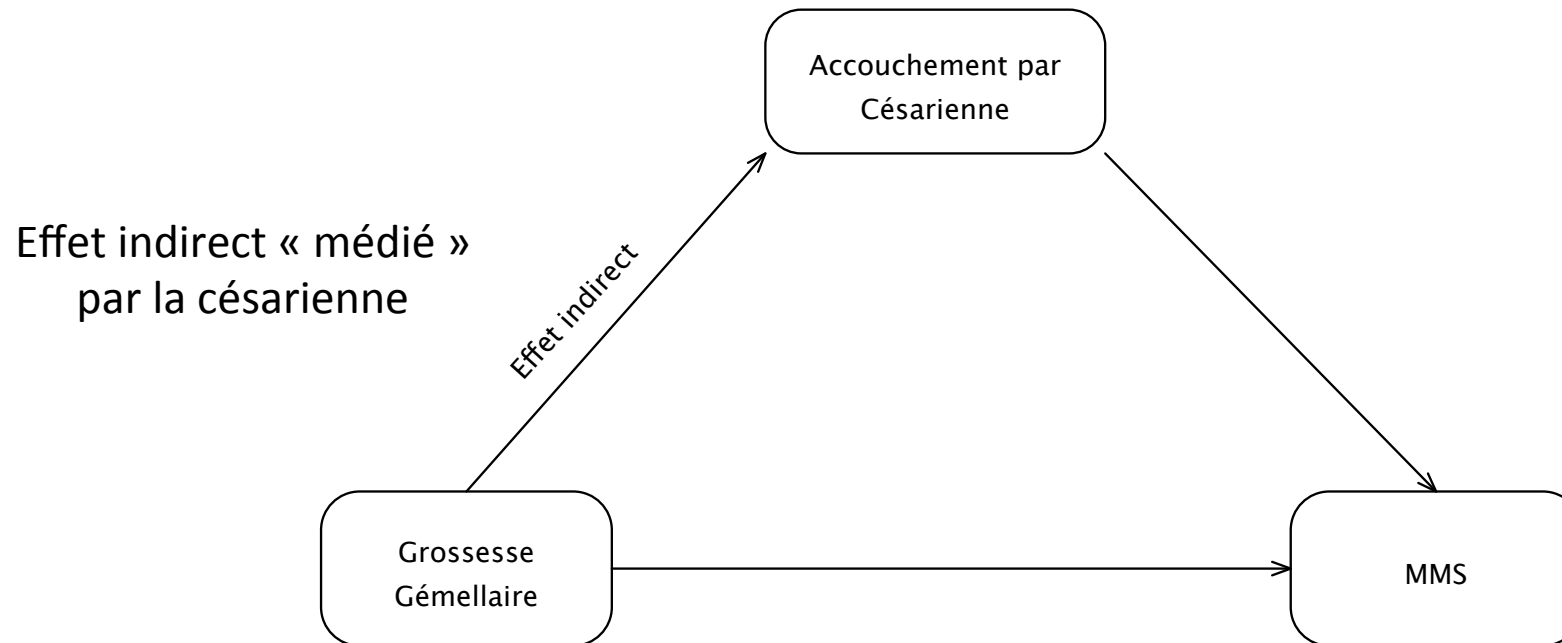 Accouchement par
Césarienne
Effet indirect « médié »
par la césarienne
Effet indirect
Grossesse
Gémellaire
MMS